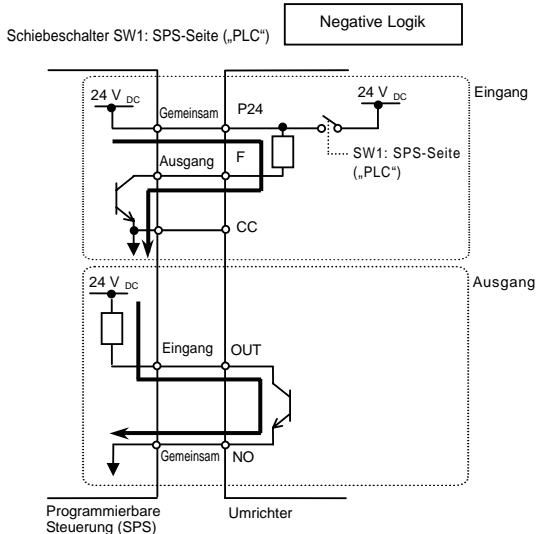 Negative Logik
Schiebeschalter SW1: SPS-Seite („PLC“)
Eingang
24 V DC
Gemeinsam
P24
24 V DC
Ausgang
F
SW1: SPS-Seite
(„PLC“)
CC
Ausgang
24 V DC
Eingang
OUT
Gemeinsam
NO
Programmierbare
Steuerung (SPS)
Umrichter